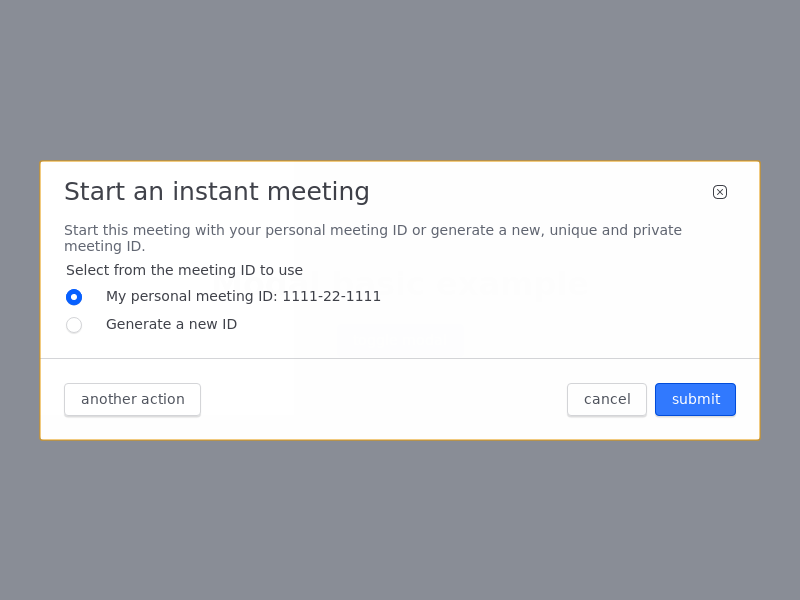 Start an instant meeting
Start this meeting with your personal meeting ID or generate a new, unique and private
meeting ID.
Select from the meeting ID to use
My personal meeting ID: 1111-22-1111
Generate a new ID
another action
cancel
submit